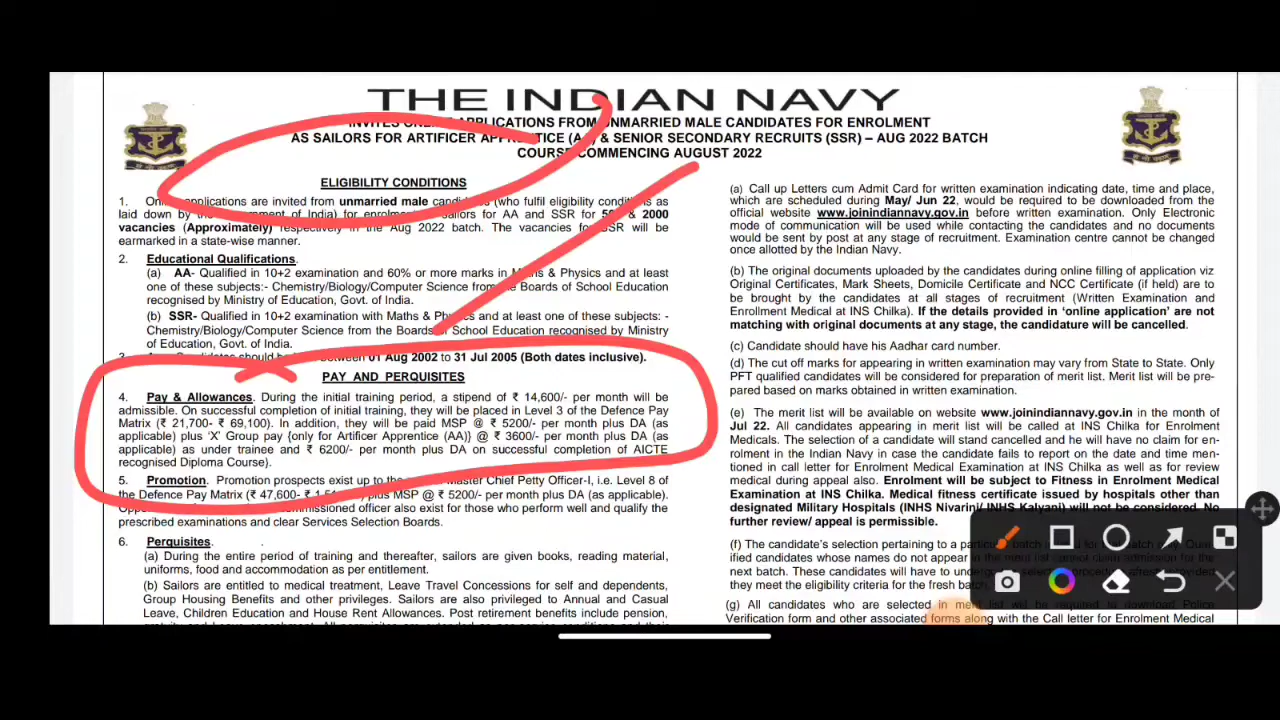 THE INDIAN NAVY
INVITES APPLICATIONS FROM UNMARRIED MALE CANDIDATES FOR ENROLMENT
AS SAILORS FOR ARTIFICER APPRENTICE (AA) & SENIOR SECONDARY RECRUITS (SSR) – AUG 2022 BATCH
COURSE COMMENCING AUGUST 2022
ELIGIBILITY CONDITIONS
1. applications are invited from unmarried male (who fulfil eligibility conditions as
laid down by the of India) for sailors for AA and SSR for & 2000
vacancies (Approximately) respectively in the Aug 2022 batch. The vacancies for SSR will be
earmarked in a state-wise manner.
2. Educational Qualifications.
(a) AA- Qualified in 10+2 examination and 60% or more marks in Maths & Physics and at least
one of these subjects:- Chemistry/Biology/Computer Science from the Boards of School Education
recognised by Ministry of Education, Govt. of India.
(b) SSR- Qualified in 10+2 examination with Maths & Physics and at least one of these subjects: -
Chemistry/Biology/Computer Science from the Boards of School Education recognised by Ministry
of Education, Govt. of India.
3. Candidates should be between 01 Aug 2002 to 31 Jul 2005 (Both dates inclusive).
PAY AND PERQUISITES
4. Pay & Allowances. During the initial training period, a stipend of ₹ 14,600/- per month will be
admissible. On successful completion of initial training, they will be placed in Level 3 of the Defence Pay
Matrix (₹ 21,700- ₹ 69,100). In addition, they will be paid MSP @ ₹ 5200/- per month plus DA (as
applicable) plus ‘X’ Group pay {only for Artificer Apprentice (AA)} @ ₹ 3600/- per month plus DA (as
applicable) as under trainee and ₹ 6200/- per month plus DA on successful completion of AICTE
recognised Diploma Course).
5. Promotion. Promotion prospects exist up to the Master Chief Petty Officer-I, i.e. Level 8 of
the Defence Pay Matrix (₹ 47,600- ₹ plus MSP @ ₹ 5200/- per month plus DA (as applicable).
officer also exist for those who perform well and qualify the
prescribed examinations and clear Services Selection Boards.
6. Perquisites.
(a) During the entire period of training and thereafter, sailors are given books, reading material,
uniforms, food and accommodation as per entitlement.
(b) Sailors are entitled to medical treatment, Leave Travel Concessions for self and dependents,
Group Housing Benefits and other privileges. Sailors are also privileged to Annual and Casual
Leave, Children Education and House Rent Allowances. Post retirement benefits include pension,
(a) Call up Letters cum Admit Card for written examination indicating date, time and place,
which are scheduled during May/ Jun 22, would be required to be downloaded from the
official website www.joinindiannavy.gov.in before written examination. Only Electronic
mode of communication will be used while contacting the candidates and no documents
would be sent by post at any stage of recruitment. Examination centre cannot be changed
once allotted by the Indian Navy.
(b) The original documents uploaded by the candidates during online filling of application viz
Original Certificates, Mark Sheets, Domicile Certificate and NCC Certificate (if held) are to
be brought by the candidates at all stages of recruitment (Written Examination and
Enrollment Medical at INS Chilka). If the details provided in ‘online application’ are not
matching with original documents at any stage, the candidature will be cancelled.
(c) Candidate should have his Aadhar card number.
(d) The cut off marks for appearing in written examination may vary from State to State. Only
PFT qualified candidates will be considered for preparation of merit list. Merit list will be pre-
pared based on marks obtained in written examination.
(e) The merit list will be available on website www.joinindiannavy.gov.in in the month of
Jul 22. All candidates appearing in merit list will be called at INS Chilka for Enrolment
Medicals. The selection of a candidate will stand cancelled and he will have no claim for en-
rolment in the Indian Navy in case the candidate fails to report on the date and time men-
tioned in call letter for Enrolment Medical Examination at INS Chilka as well as for review
medical during appeal also. Enrolment will be subject to Fitness in Enrolment Medical
Examination at INS Chilka. Medical fitness certificate issued by hospitals other than
designated Military Hospitals (INHS Nivarini/ INHS Kalyani) will not be considered. No
further review/ appeal is permissible.
(f) The candidate’s selection pertaining to a
ified candidates whose names do not appear
next batch. These candidates will have to
they meet the eligibility criteria for the fresh
(g) All candidates who are selected in merit list will be required to download Police
Verification form and other associated forms along with the Call letter for Enrolment Medical